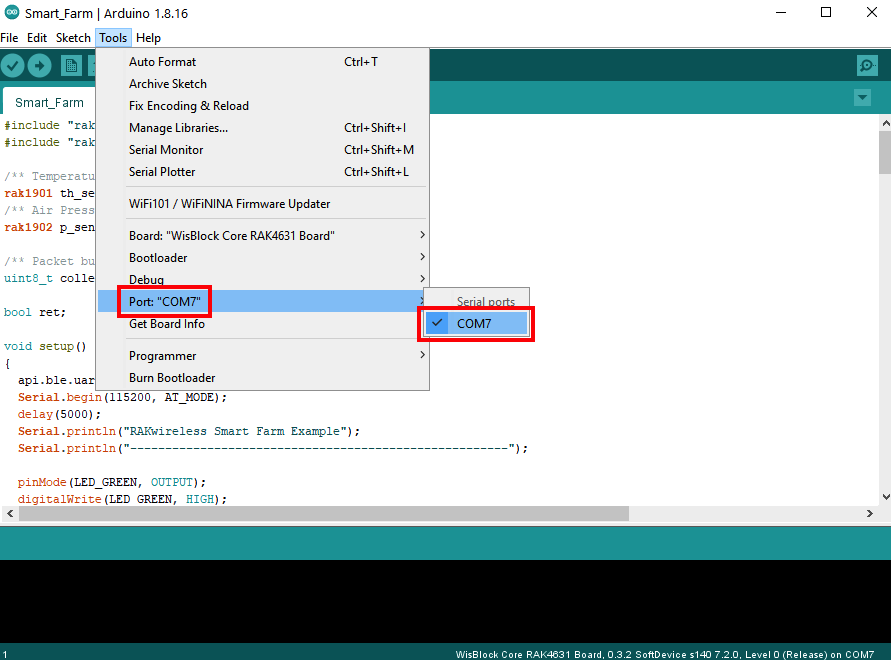 Smart_Farm | Arduino 1.8.16
File Edit Sketch Tools Help
Auto Format Ctrl+T
Archive Sketch
Fix Encoding & Reload
Manage Libraries... Ctrl+Shift+I
Serial Monitor Ctrl+Shift+M
Serial Plotter Ctrl+Shift+L
WiFi101 / WiFiNINA Firmware Updater
Board: "WisBlock Core RAK4631 Board"
Bootloader
Debug
Port: "COM7"
Get Board Info
Programmer
Burn Bootloader
Serial ports
COM7
Smart_Farm
#include "rak
#include "rak
/** Temperatu
rak1901 th_se
/** Air Press
rak1902 p_sen
/** Packet bu
uint8_t colle
bool ret;
void setup()
{
api.ble.uar
Serial.begin(115200, AT_MODE);
delay(5000);
Serial.println("RAKwireless Smart Farm Example");
Serial.println("------------------------------------------------------");
pinMode(LED_GREEN, OUTPUT);
digitalWrite(LED_GREEN, HIGH);
1 WisBlock Core RAK4631 Board, 0.3.2 SoftDevice s140 7.2.0, Level 0 (Release) on COM7